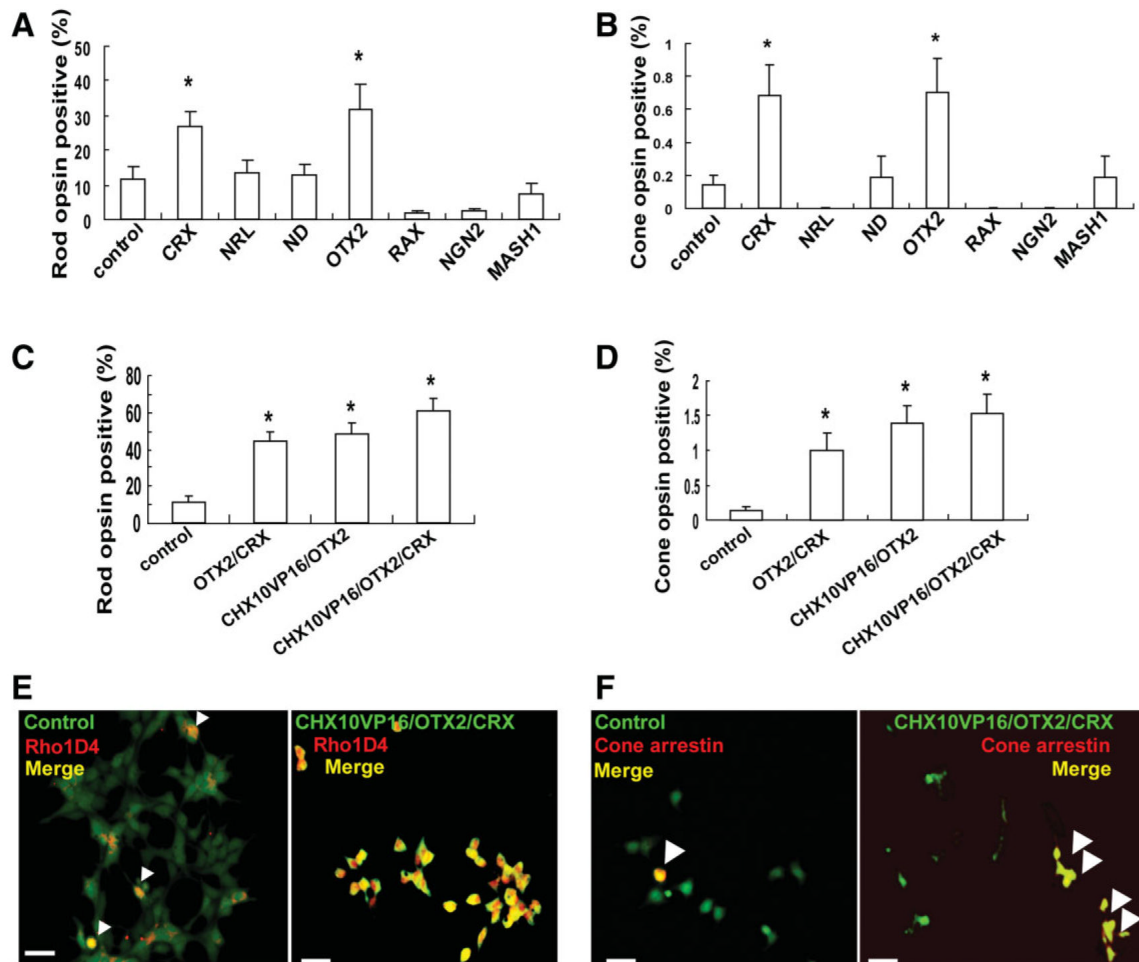 A
Rod opsin positive (%)
50
40
30
20
10
0
*
*
control
CRX
NRL
ND
OTX2
RAX
NGN2
MASH1
B
Cone opsin positive (%)
1
0.8
0.6
0.4
0.2
0
*
*
control
CRX
NRL
ND
OTX2
RAX
NGN2
MASH1
C
Rod opsin positive (%)
80
60
40
20
0
*
*
*
control
OTX2/CRX
CHX10VP16/OTX2
CHX10VP16/OTX2/CRX
D
Cone opsin positive (%)
2
1.5
1
0.5
0
*
*
*
control
OTX2/CRX
CHX10VP16/OTX2
CHX10VP16/OTX2/CRX
E
Control
Rho1D4
Merge
CHX10VP16/OTX2/CRX
Rho1D4
Merge
F
Control
Cone arrestin
Merge
CHX10VP16/OTX2/CRX
Cone arrestin
Merge